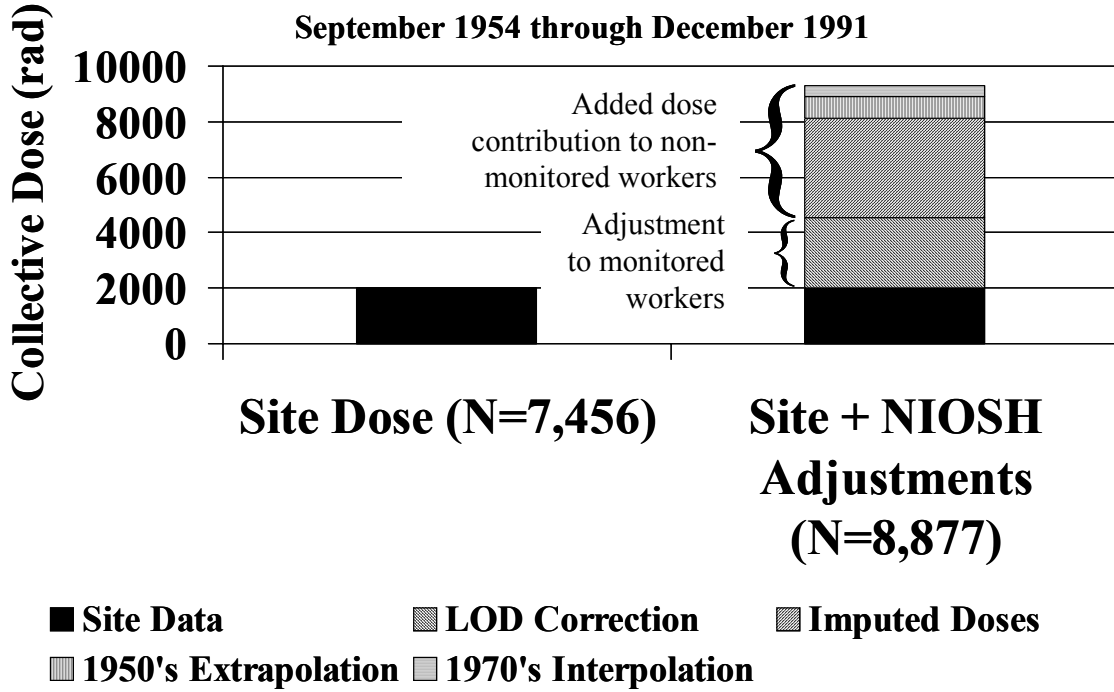 September 1954 through December 1991
Collective Dose (rad)
10000
8000
6000
4000
2000
0
Added dose
contribution to non-
monitored workers
Adjustment
to monitored
workers
Site Dose (N=7,456)
Site + NIOSH
Adjustments
(N=8,877)
Site Data
LOD Correction
Imputed Doses
1950's Extrapolation
1970's Interpolation